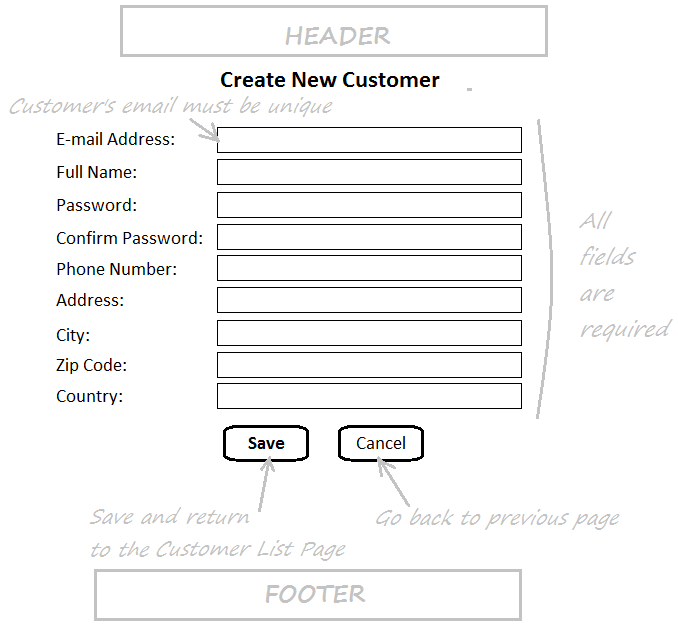 HEADER
Create New Customer
Customer's email must be unique
E-mail Address:
Full Name:
Password:
Confirm Password:
Phone Number:
Address:
City:
Zip Code:
Country:
All
fields
are
required
Save
Cancel
Save and return
to the Customer List Page
Go back to previous page
FOOTER